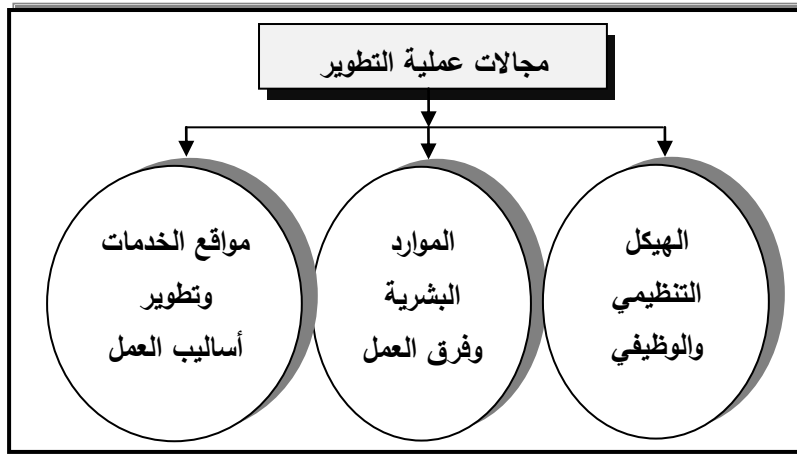 مجالات عملية التطوير
الهيكل
التنظيمي
والوظيفي
الموارد
البشرية
وفرق العمل
مواقع الخدمات
وتطوير
أساليب العمل